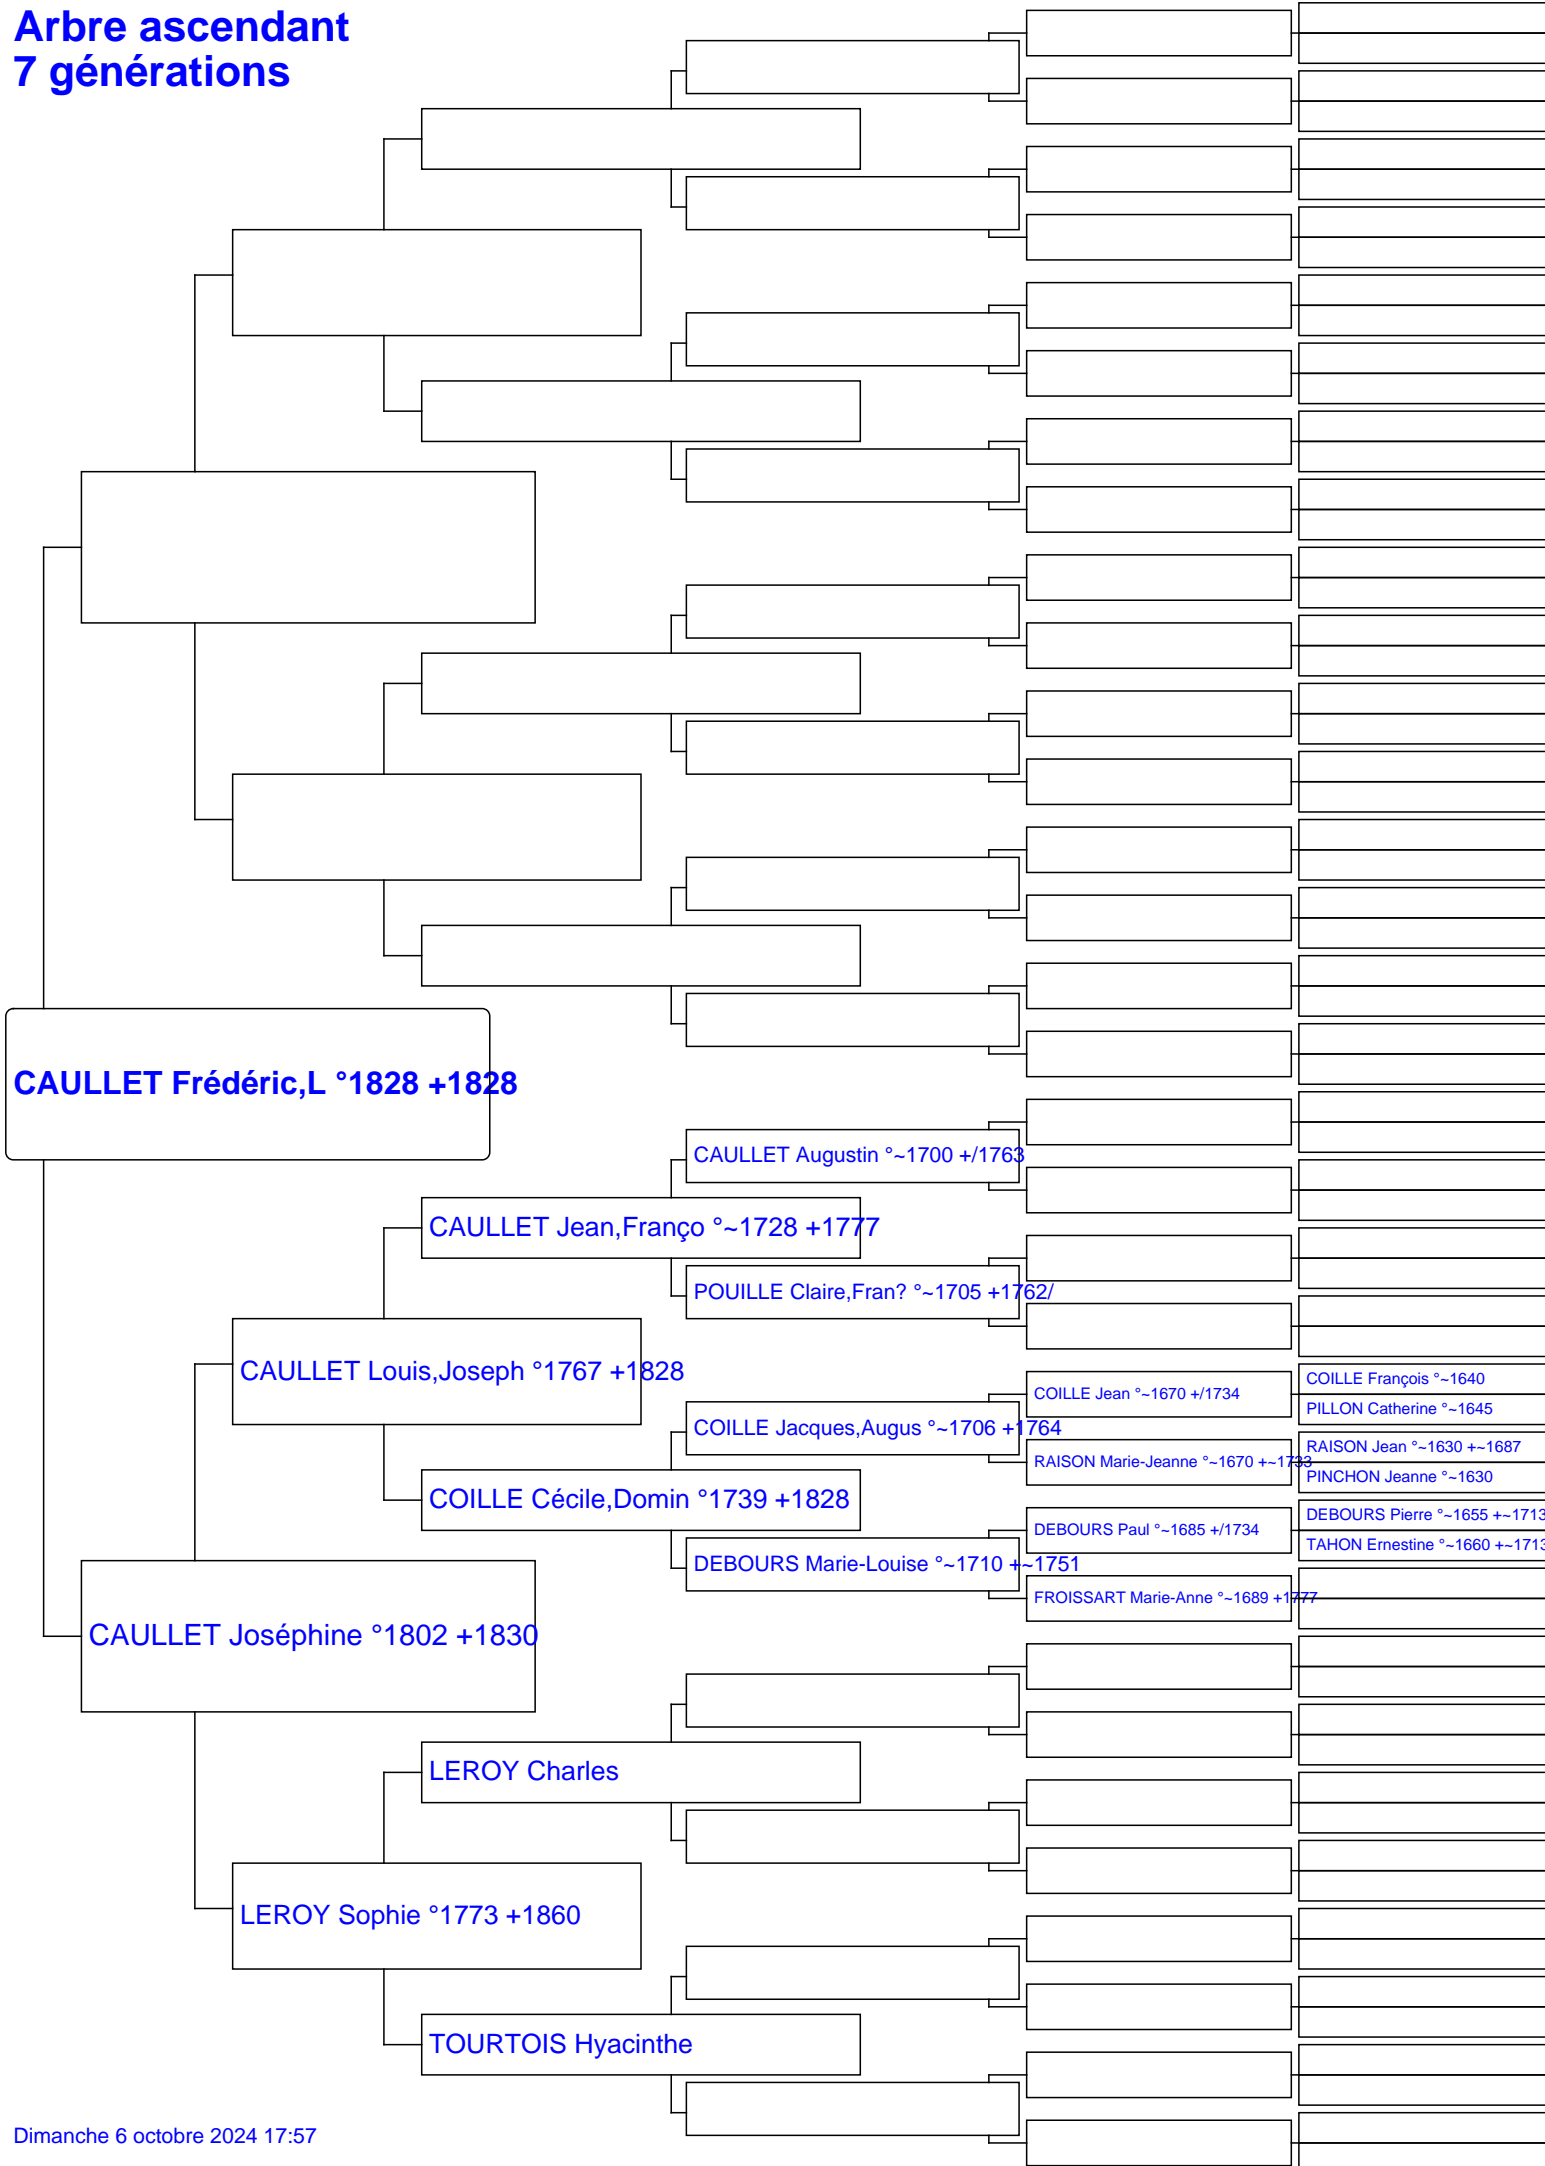 Arbre ascendant
7 générations
CAULLET Frédéric,L °1828 +1828
CAULLET Augustin °~1700 +/1763
CAULLET Jean,Franço °~1728 +1777
POUILLE Claire,Fran? °~1705 +1762/
CAULLET Louis,Joseph °1767 +1828
COILLE François °~1640
COILLE Jean °~1670 +/1734
PILLON Catherine °~1645
COILLE Jacques,Augus °~1706 +1764
RAISON Jean °~1630 +~1687
RAISON Marie-Jeanne °~1670 +~1733
PINCHON Jeanne °~1630
COILLE Cécile,Domin °1739 +1828
DEBOURS Pierre °~1655 +~1713
DEBOURS Paul °~1685 +/1734
TAHON Ernestine °~1660 +~1713
DEBOURS Marie-Louise °~1710 +~1751
FROISSART Marie-Anne °~1689 +1777
CAULLET Joséphine °1802 +1830
LEROY Charles
LEROY Sophie °1773 +1860
TOURTOIS Hyacinthe
Dimanche 6 octobre 2024 17:57